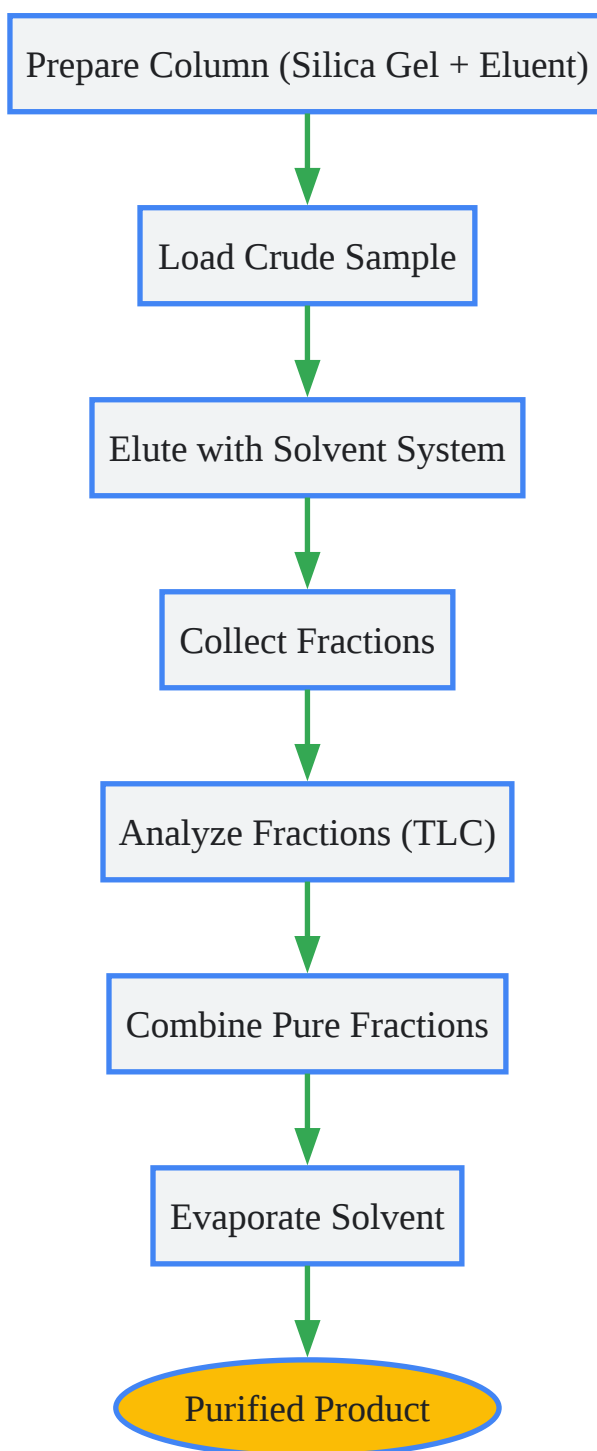 Prepare Column (Silica Gel + Eluent)
Load Crude Sample
Elute with Solvent System
Collect Fractions
Analyze Fractions (TLC)
Combine Pure Fractions
Evaporate Solvent
Purified Product